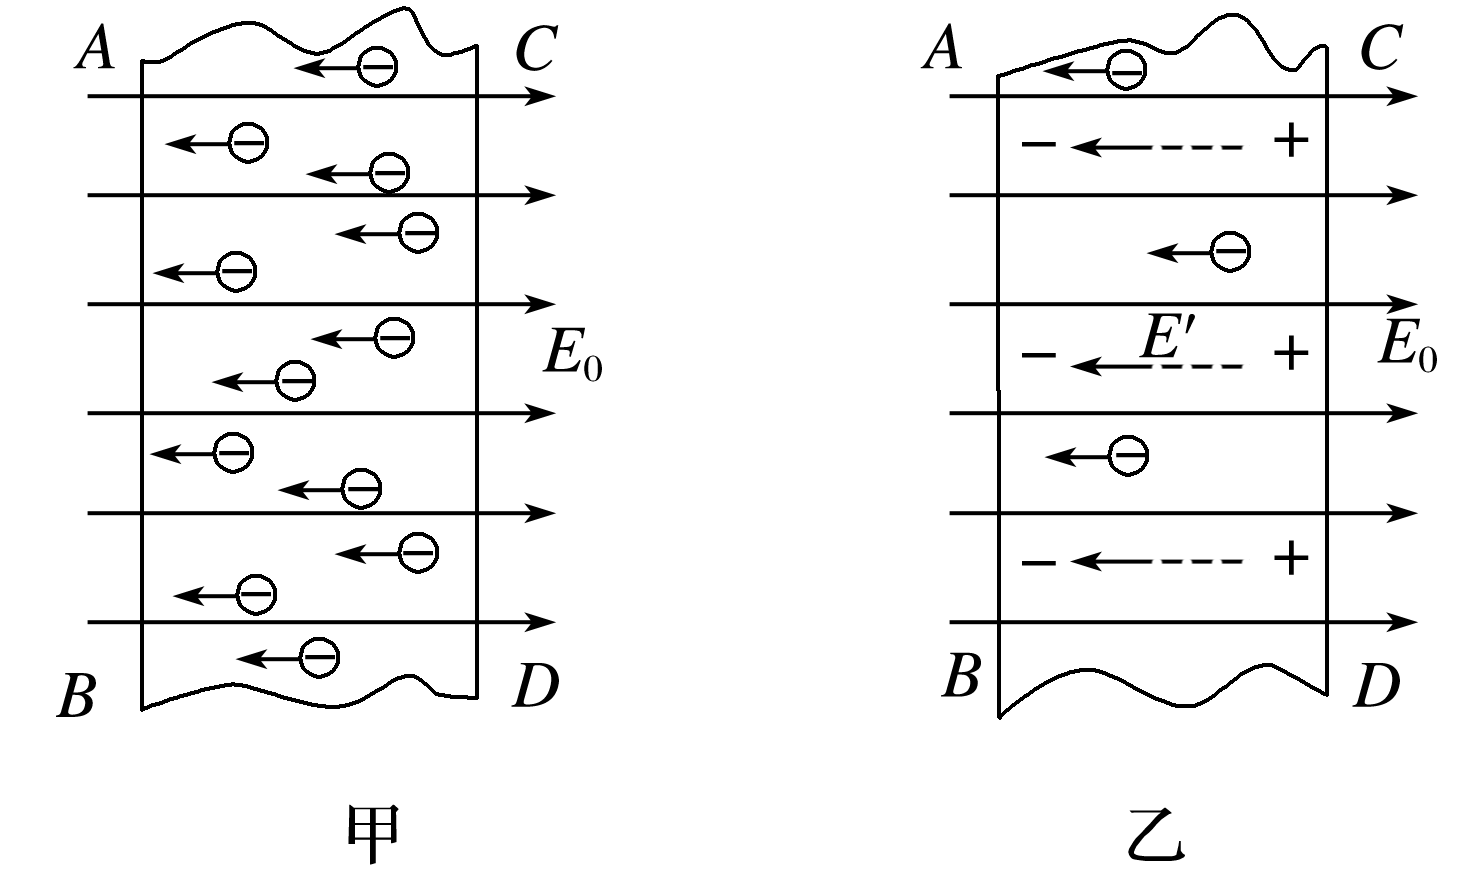 A C A C
− + 
E′
E₀ − + E₀
− +
B D B D
甲 乙